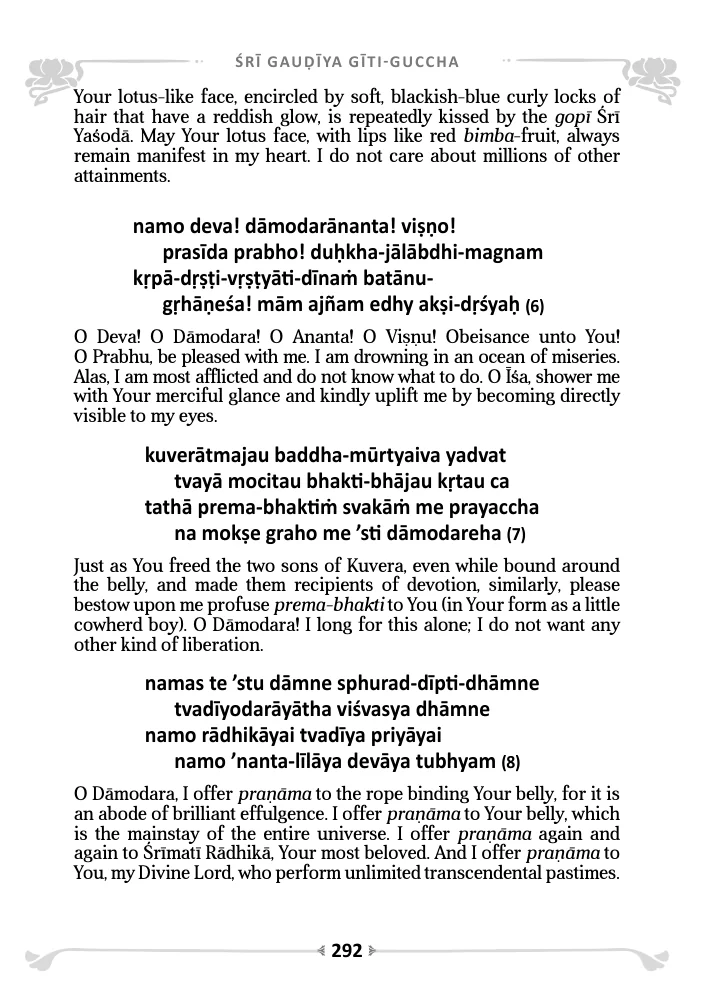 ŚRĪ GAUḌĪYA GĪTI-GUCCHA
Your lotus-like face, encircled by soft, blackish-blue curly locks of
hair that have a reddish glow, is repeatedly kissed by the gopī Śrī
Yaśodā. May Your lotus face, with lips like red bimba-fruit, always
remain manifest in my heart. I do not care about millions of other
attainments.
namo deva! dāmodarānanta! viṣṇo!
prasīda prabho! duḥkha-jālābdhi-magnam
kṛpā-dṛṣṭi-vṛṣṭyāti-dīnaṁ batānu-
gṛhāṇeśa! mām ajñam edhy akṣi-dṛśyaḥ (6)
O Deva! O Dāmodara! O Ananta! O Viṣṇu! Obeisance unto You!
O Prabhu, be pleased with me. I am drowning in an ocean of miseries.
Alas, I am most afflicted and do not know what to do. O Īśa, shower me
with Your merciful glance and kindly uplift me by becoming directly
visible to my eyes.
kuverātmajau baddha-mūrtyaiva yadvat
tvayā mocitau bhakti-bhājau kṛtau ca
tathā prema-bhaktiṁ svakāṁ me prayaccha
na mokṣe graho me ’sti dāmodareha (7)
Just as You freed the two sons of Kuvera, even while bound around
the belly, and made them recipients of devotion, similarly, please
bestow upon me profuse prema-bhakti to You (in Your form as a little
cowherd boy). O Dāmodara! I long for this alone; I do not want any
other kind of liberation.
namas te ’stu dāmne sphurad-dīpti-dhāmne
tvadīyodarāyātha viśvasya dhāmne
namo rādhikāyai tvadīya priyāyai
namo ’nanta-līlāya devāya tubhyam (8)
O Dāmodara, I offer praṇāma to the rope binding Your belly, for it is
an abode of brilliant effulgence. I offer praṇāma to Your belly, which
is the mainstay of the entire universe. I offer praṇāma again and
again to Śrīmatī Rādhikā, Your most beloved. And I offer praṇāma to
You, my Divine Lord, who perform unlimited transcendental pastimes.
292